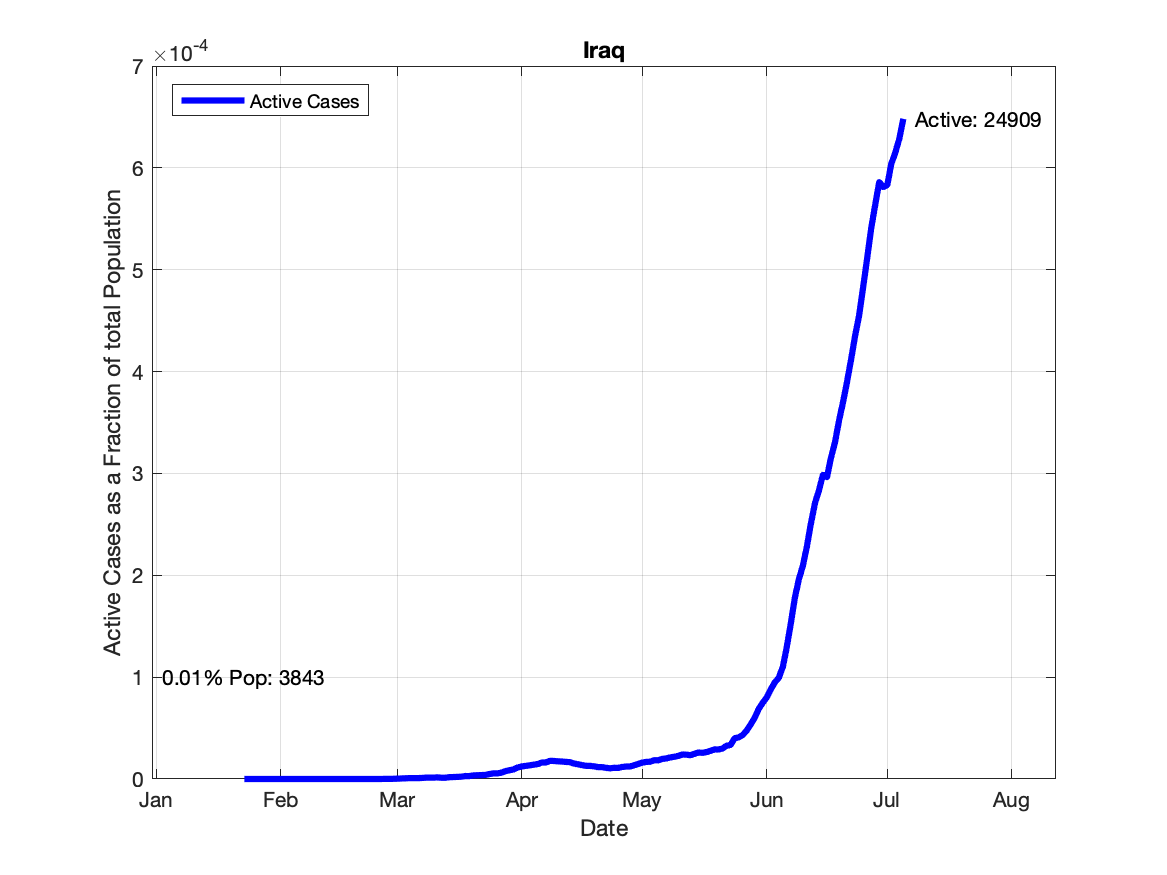 Iraq
×10-4
7
6
5
4
3
2
1
0
Active Cases
Active: 24909
0.01% Pop: 3843
Active Cases as a Fraction of total Population
Jan Feb Mar Apr May Jun Jul Aug
Date